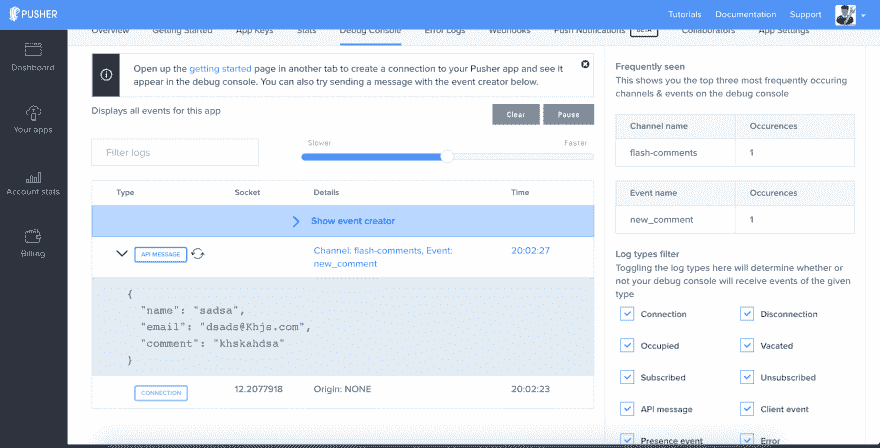 PUSHER
Tutorials Documentation Support
Overview Getting Started App Keys Stats Debug Console Error Logs Webhooks Push Notifications BETA Collaborators App Settings
Dashboard
Your apps
Account stats
Billing
Open up the getting started page in another tab to create a connection to your Pusher app and see it
appear in the debug console. You can also try sending a message with the event creator below.
Displays all events for this app
Clear Pause
Filter logs
Slower Faster
Type Socket Details Time
Show event creator
API MESSAGE Channel: flash-comments, Event: 20:02:27
new_comment
{
"name": "sadsa",
"email": "dsads@Khjs.com",
"comment": "khskahdsa"
}
CONNECTION 12.2077918 Origin: NONE 20:02:23
Frequently seen
This shows you the top three most frequently occuring
channels & events on the debug console
Channel name Occurences
flash-comments 1
Event name Occurences
new_comment 1
Log types filter
Toggling the log types here will determine whether or
not your debug console will receive events of the given
type
Connection Disconnection
Occupied Vacated
Subscribed Unsubscribed
API message Client event
Presence event Error